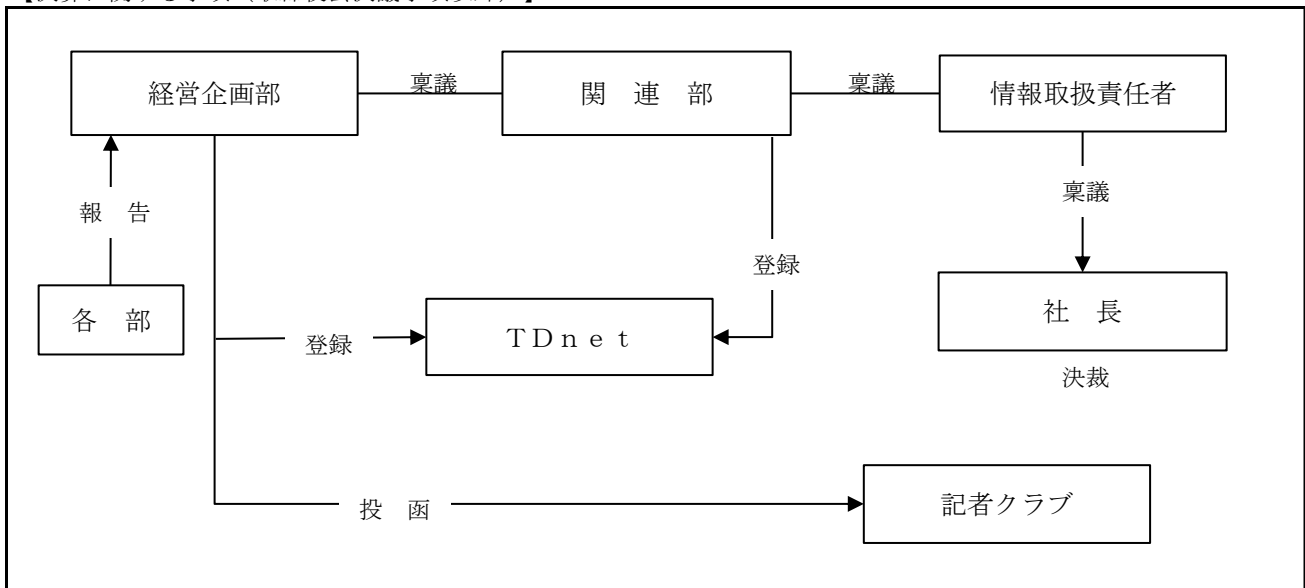 経営企画部
稟議
関 連 部
稟議
情報取扱責任者
報 告
稟議
登録
各 部
登録
ＴＤｎｅｔ
社 長
決裁
投 函
記者クラブ